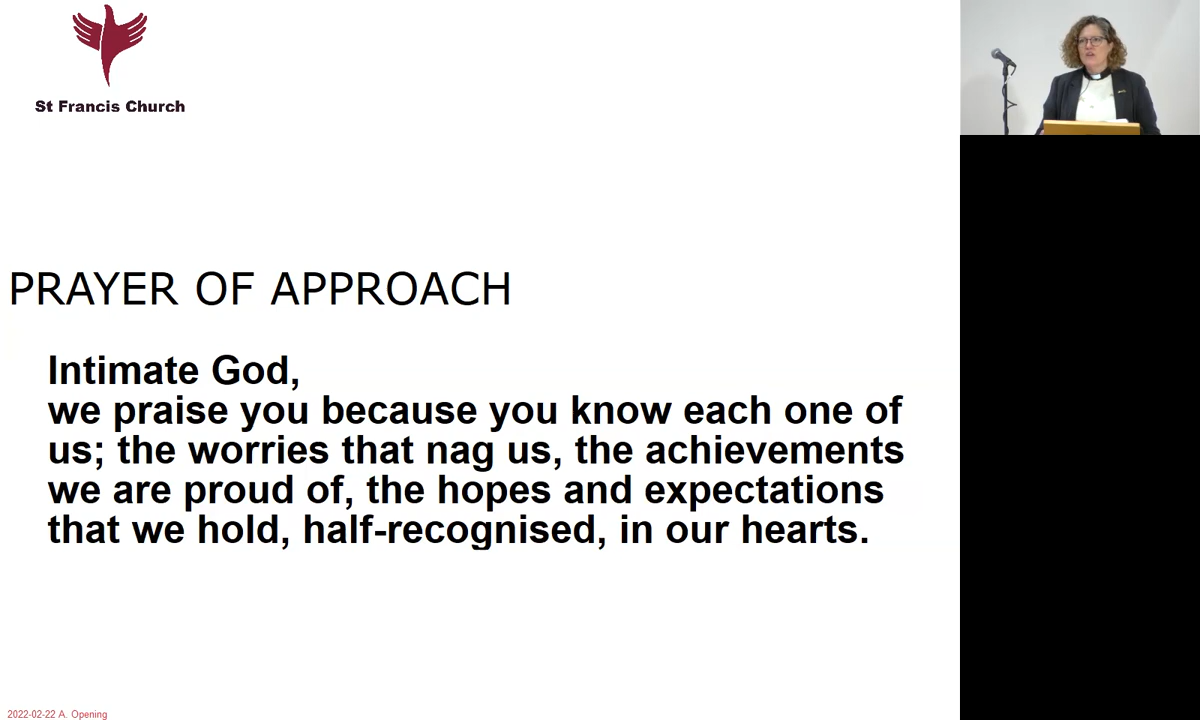 St Francis Church
PRAYER OF APPROACH
Intimate God,
we praise you because you know each one of
us; the worries that nag us, the achievements
we are proud of, the hopes and expectations
that we hold, half-recognised, in our hearts.
2022-02-22 A. Opening